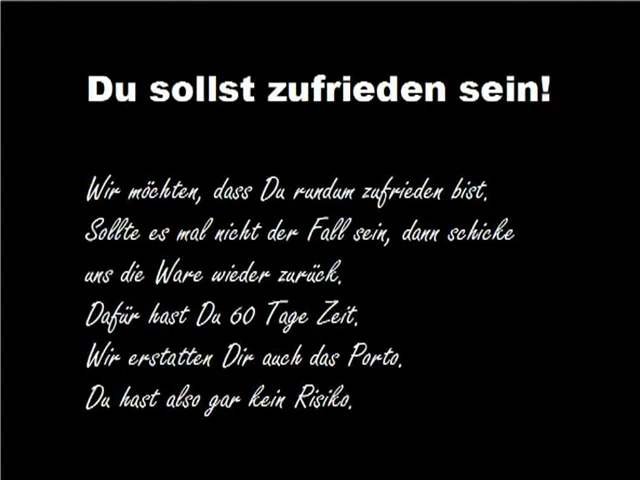 Du sollst zufrieden sein!
Wir möchten, dass Du rundum zufrieden bist.
Sollte es mal nicht der Fall sein, dann schicke
uns die Ware wieder zurück.
Dafür hast Du 60 Tage Zeit.
Wir erstatten Dir auch das Porto.
Du hast also gar kein Risiko.